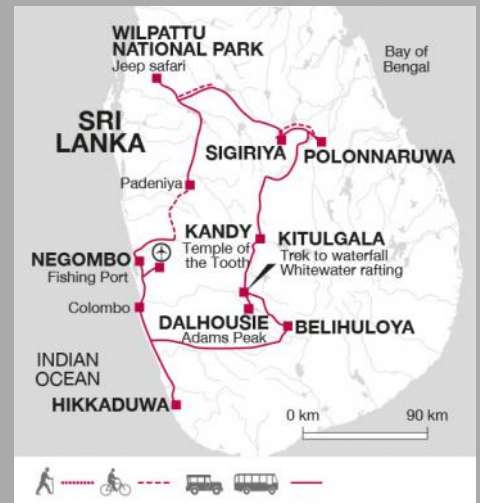 WILPATTU
NATIONAL PARK
Jeep safari
Bay of
Bengal
SRI
LANKA
SIGIRIYA
POLONNARUWA
Padeniya
KANDY
Temple of
the Tooth
KITULGALA
Trek to waterfall
Whitewater rafting
NEGOMBO
Fishing Port
Colombo
DALHOUSIE
Adams Peak
BELIHULOYA
INDIAN
OCEAN
HIKKADUWA
0 km
90 km